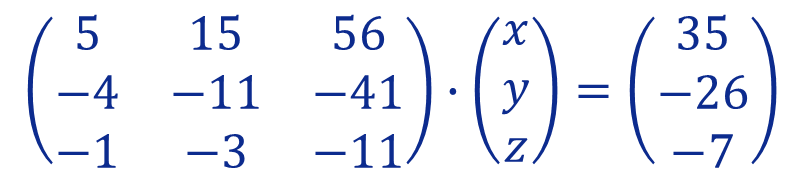 5 15 56 x 35
−4 −11 −41 · y = −26
−1 −3 −11 z −7